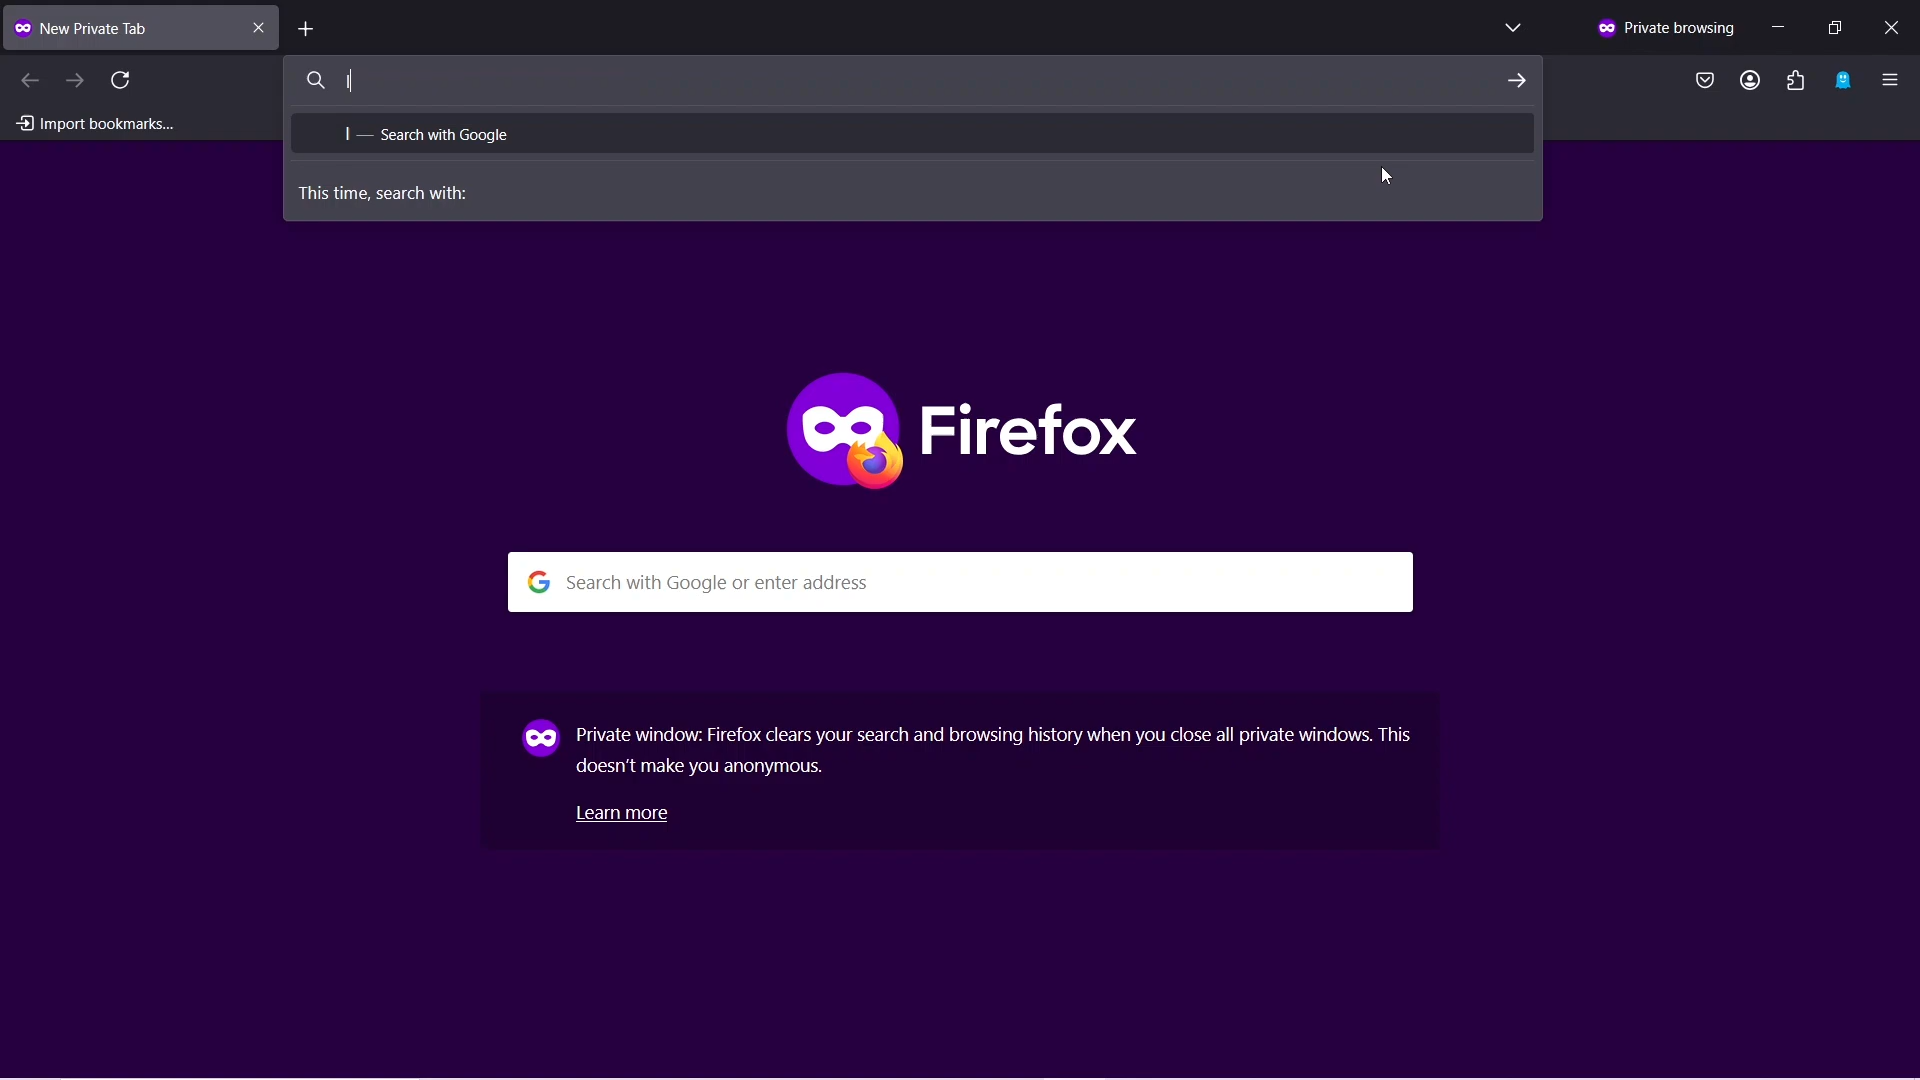 New Private Tab
Private browsing
l
Import bookmarks...
l — Search with Google
This time, search with:
Firefox
Search with Google or enter address
Private window: Firefox clears your search and browsing history when you close all private windows. This
doesn't make you anonymous.
Learn more